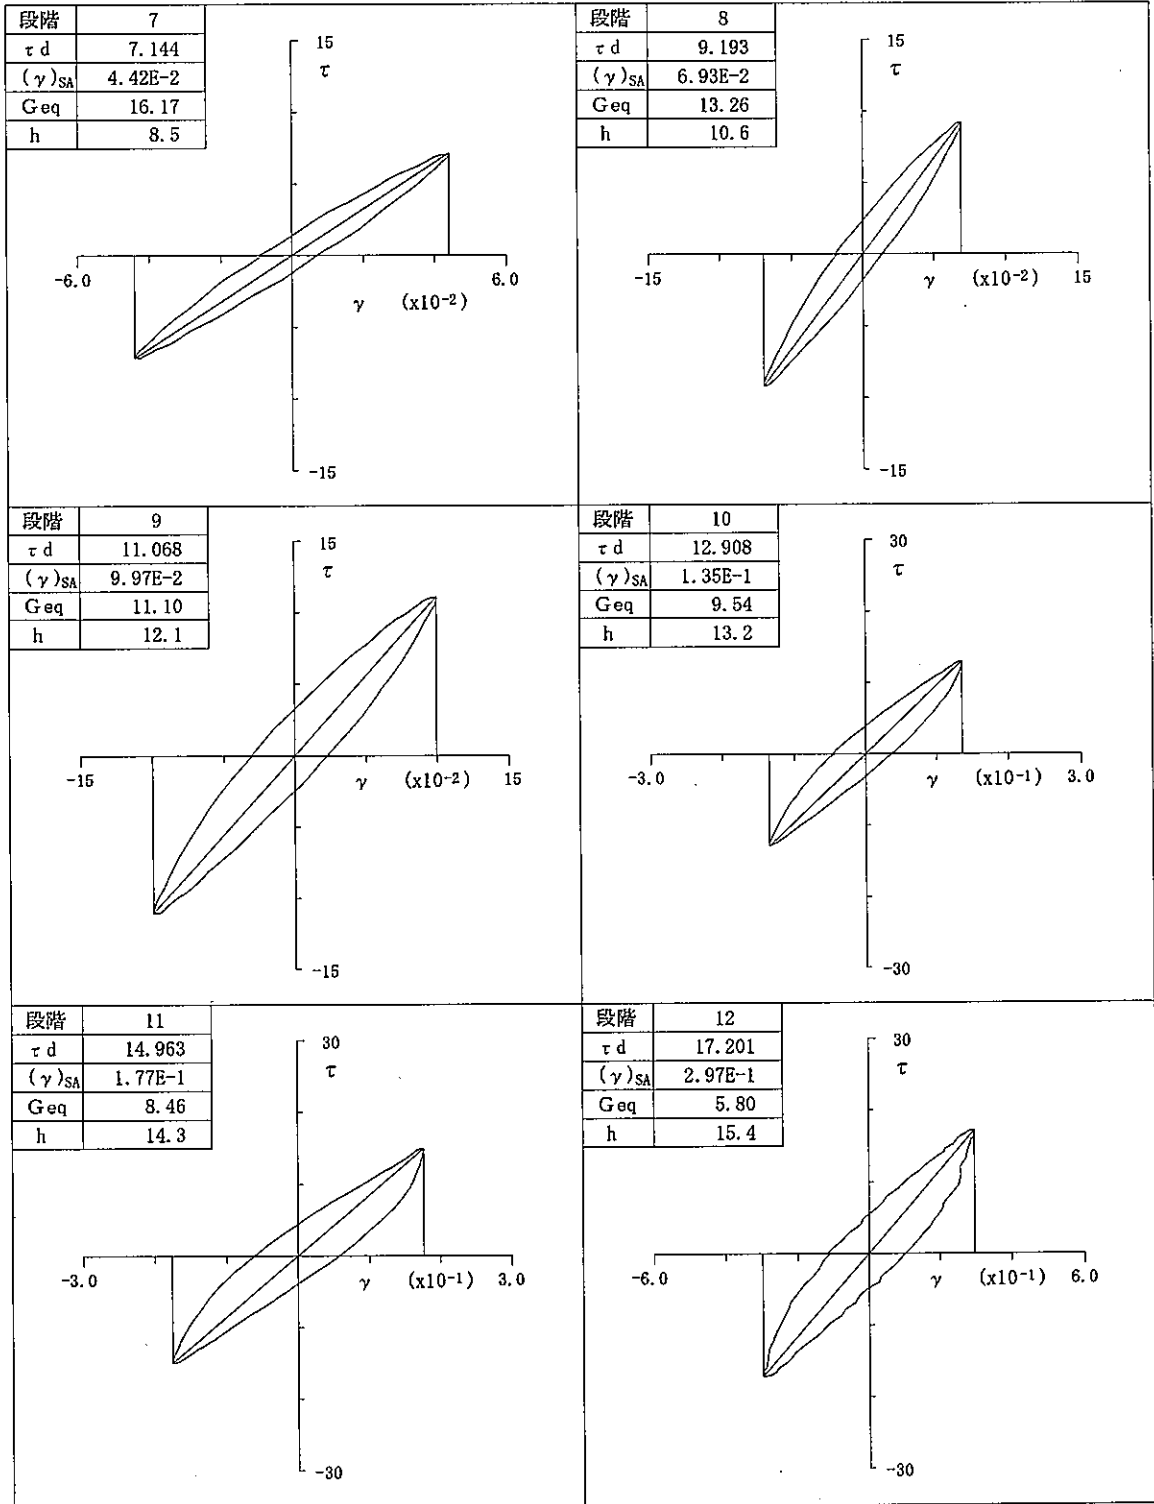 段階 7
τd 7.144
(γ)SA 4.42E-2
Geq 16.17
h 8.5
15
τ
-6.0
6.0
γ (x10-2)
-15
段階 8
τd 9.193
(γ)SA 6.93E-2
Geq 13.26
h 10.6
15
τ
-15
γ (x10-2) 15
-15
段階 9
τd 11.068
(γ)SA 9.97E-2
Geq 11.10
h 12.1
15
τ
-15
γ (x10-2) 15
-15
段階 10
τd 12.908
(γ)SA 1.35E-1
Geq 9.54
h 13.2
30
τ
-3.0
γ (x10-1) 3.0
-30
段階 11
τd 14.963
(γ)SA 1.77E-1
Geq 8.46
h 14.3
30
τ
-3.0
γ (x10-1) 3.0
-30
段階 12
τd 17.201
(γ)SA 2.97E-1
Geq 5.80
h 15.4
30
τ
-6.0
γ (x10-1) 6.0
-30